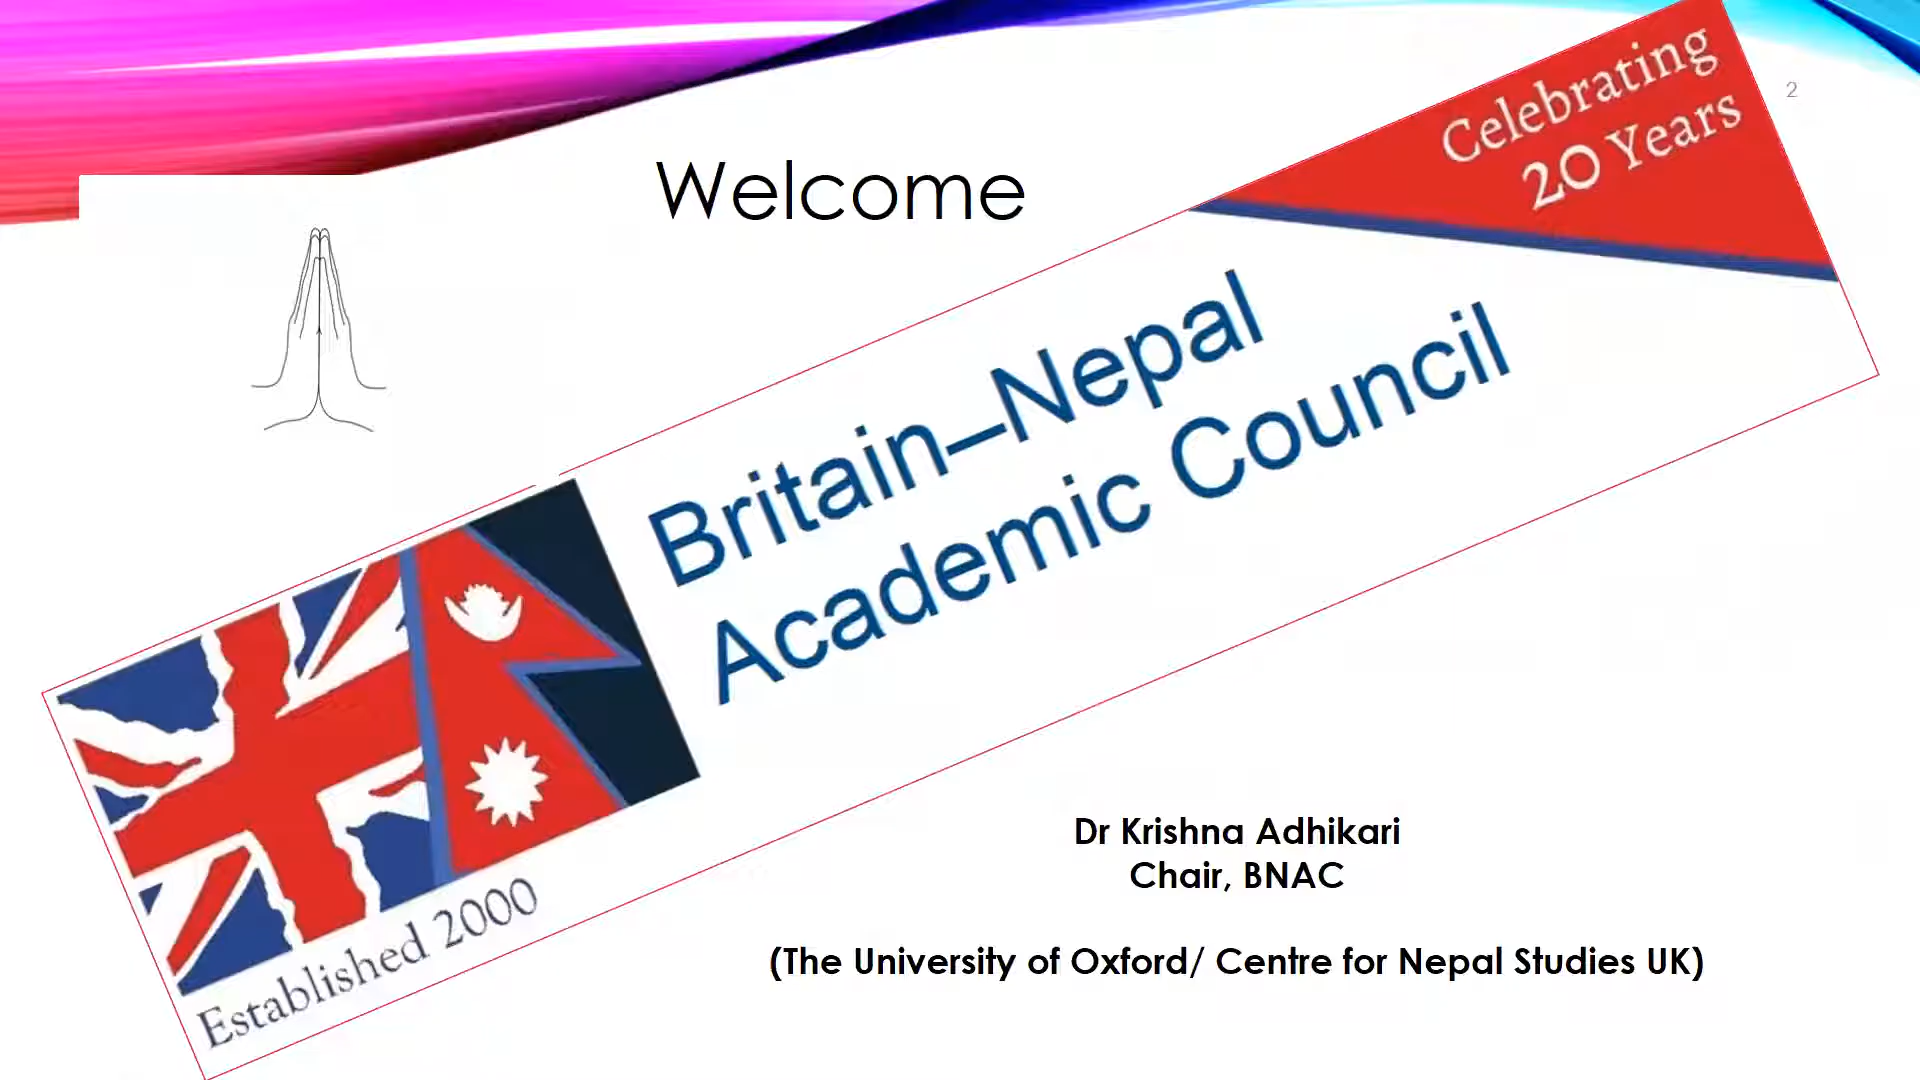 2
Celebrating
20 Years
Welcome
Britain–Nepal
Academic Council
Established 2000
Dr Krishna Adhikari
Chair, BNAC
(The University of Oxford/ Centre for Nepal Studies UK)